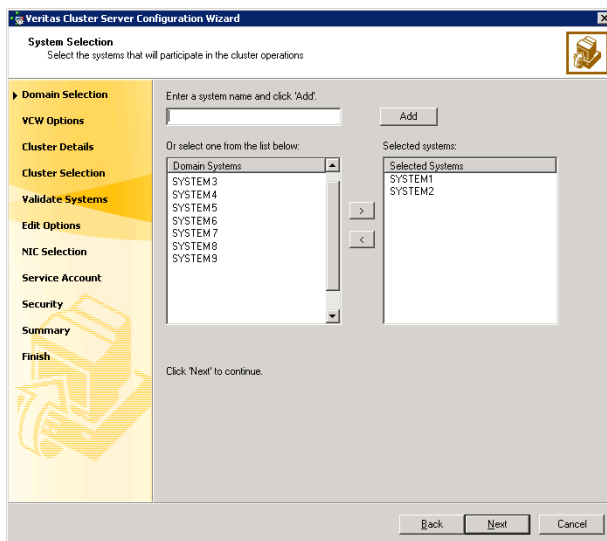 Veritas Cluster Server Configuration Wizard
System Selection
Select the systems that will participate in the cluster operations
Domain Selection
VCW Options
Cluster Details
Cluster Selection
Validate Systems
Edit Options
NIC Selection
Service Account
Security
Summary
Finish
Enter a system name and click 'Add'.
Add
Or select one from the list below:
Domain Systems
SYSTEM3
SYSTEM4
SYSTEM5
SYSTEM6
SYSTEM7
SYSTEM8
SYSTEM9
>
<
Selected systems:
Selected Systems
SYSTEM1
SYSTEM2
Click 'Next' to continue.
Back
Next
Cancel